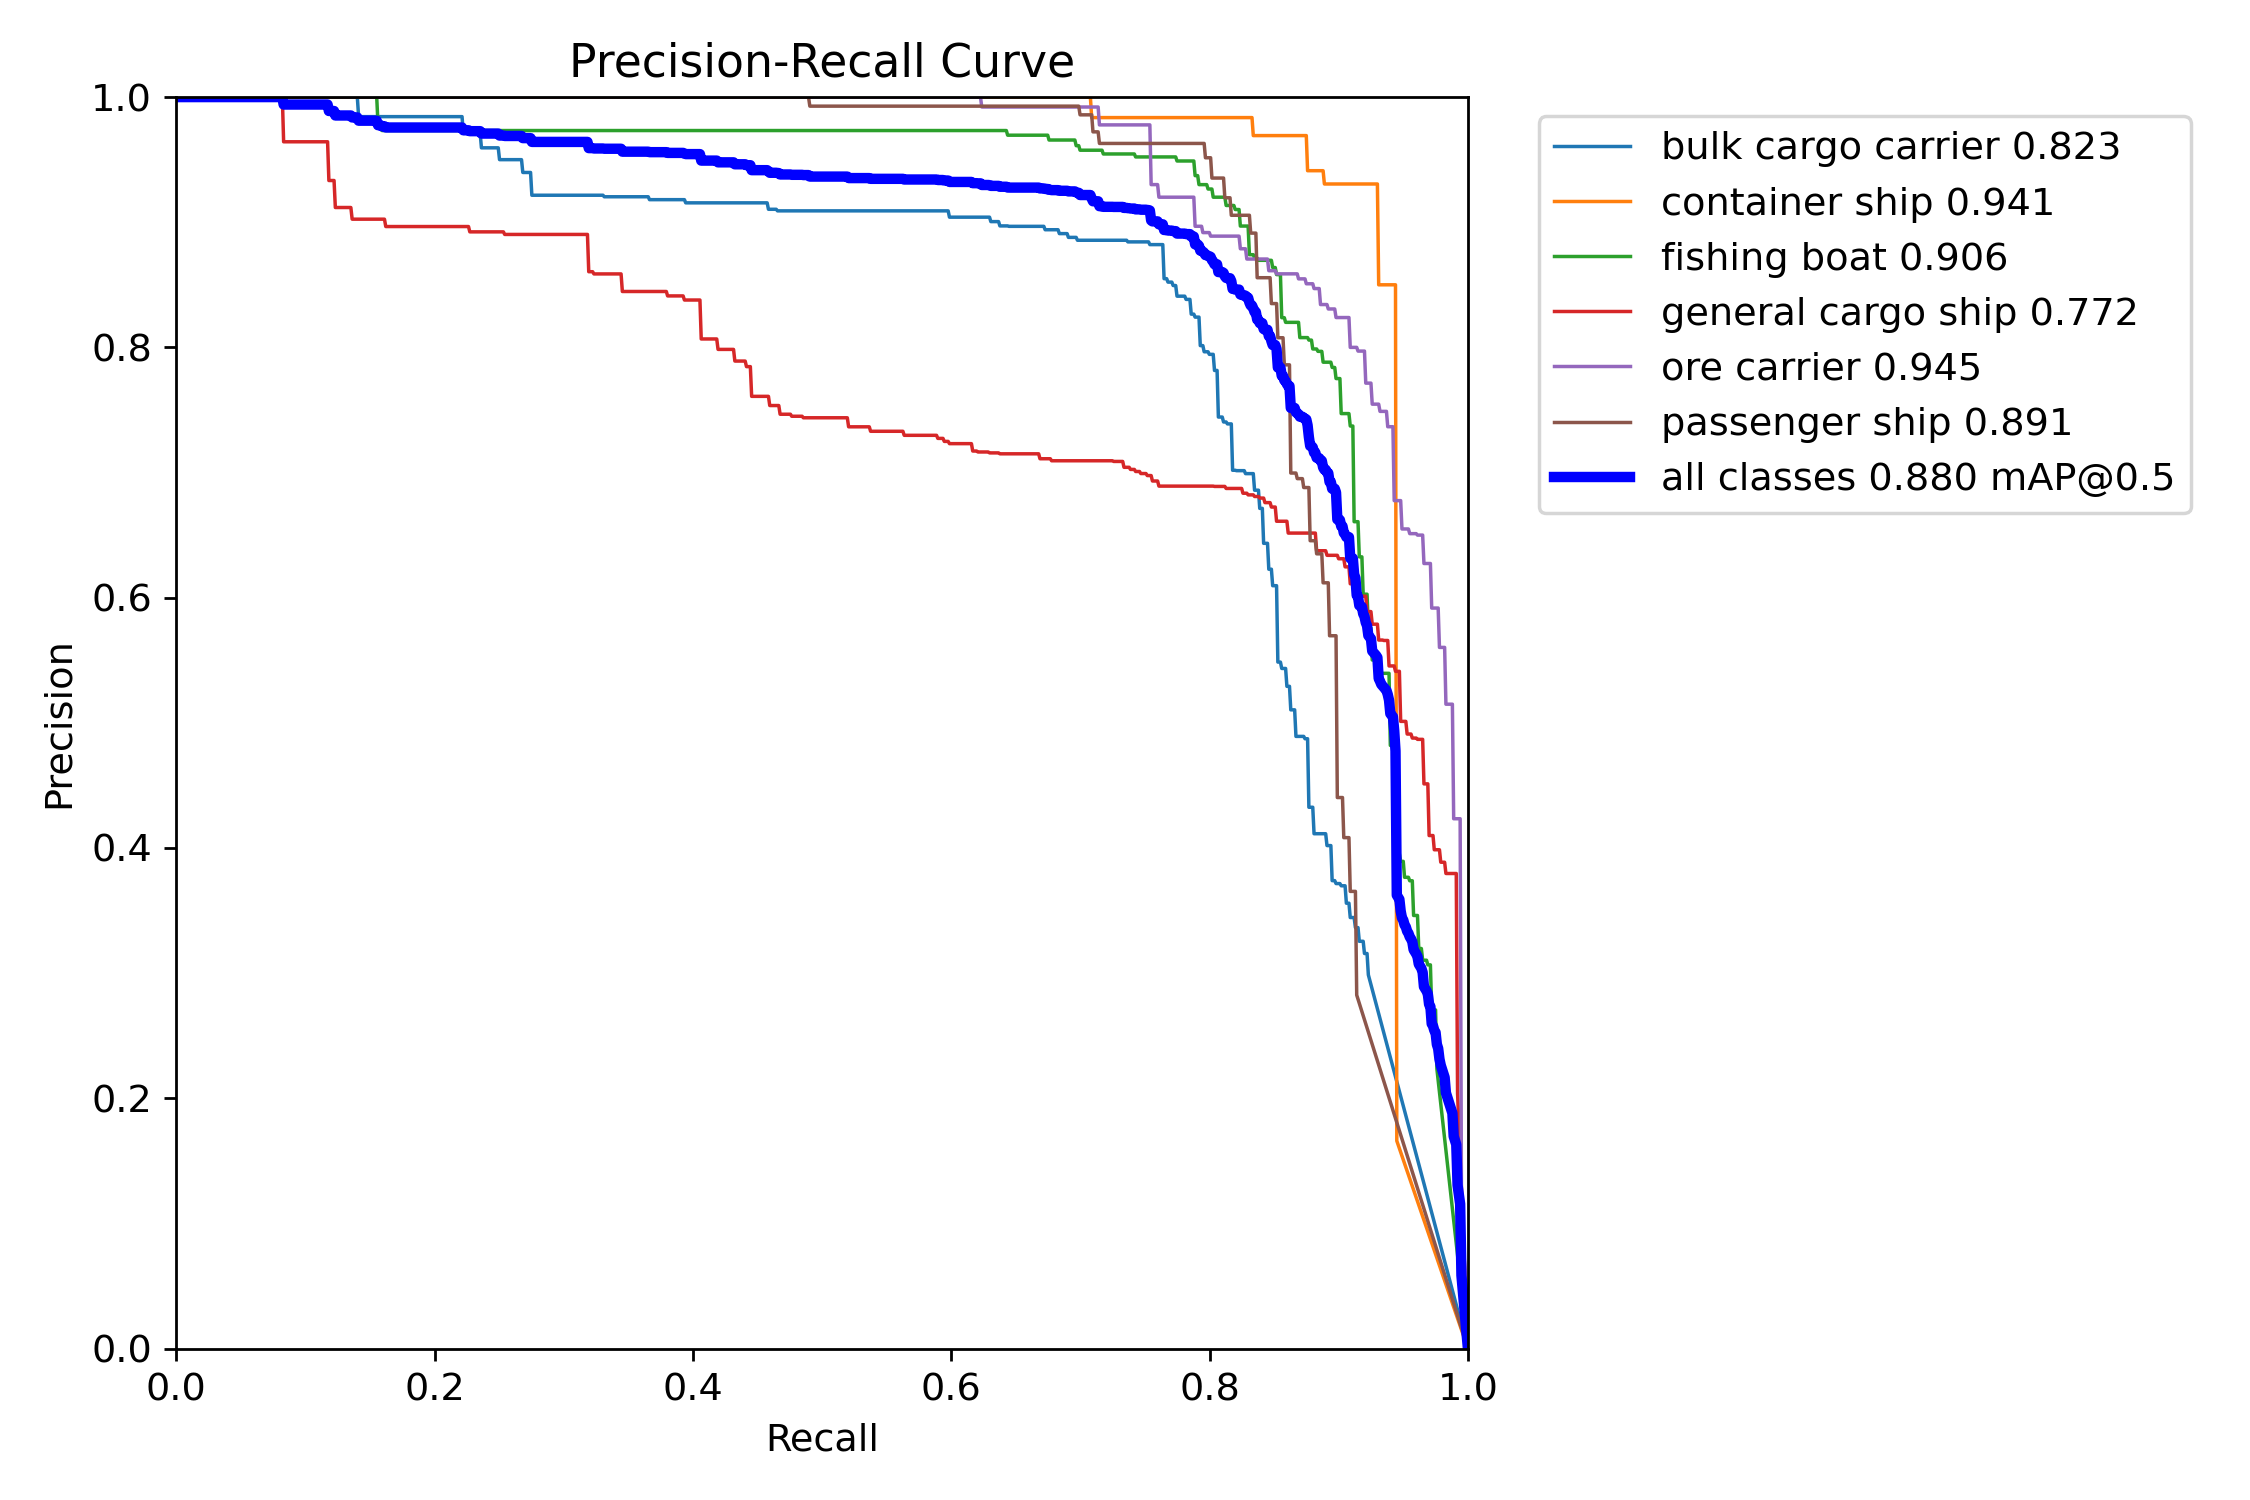 Precision-Recall Curve
1.0
0.8
0.6
0.4
0.2
0.0
Precision
0.0 0.2 0.4 0.6 0.8 1.0
Recall
bulk cargo carrier 0.823
container ship 0.941
fishing boat 0.906
general cargo ship 0.772
ore carrier 0.945
passenger ship 0.891
all classes 0.880 mAP@0.5